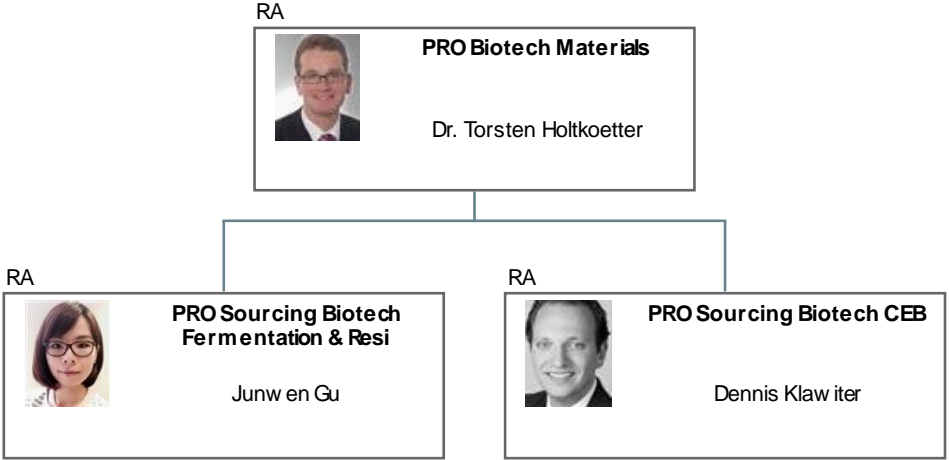 RA
PRO Biotech Materials
Dr. Torsten Holtkoetter
RA
PRO Sourcing Biotech
Fermentation & Resi
Junwen Gu
RA
PRO Sourcing Biotech CEB
Dennis Klawiter